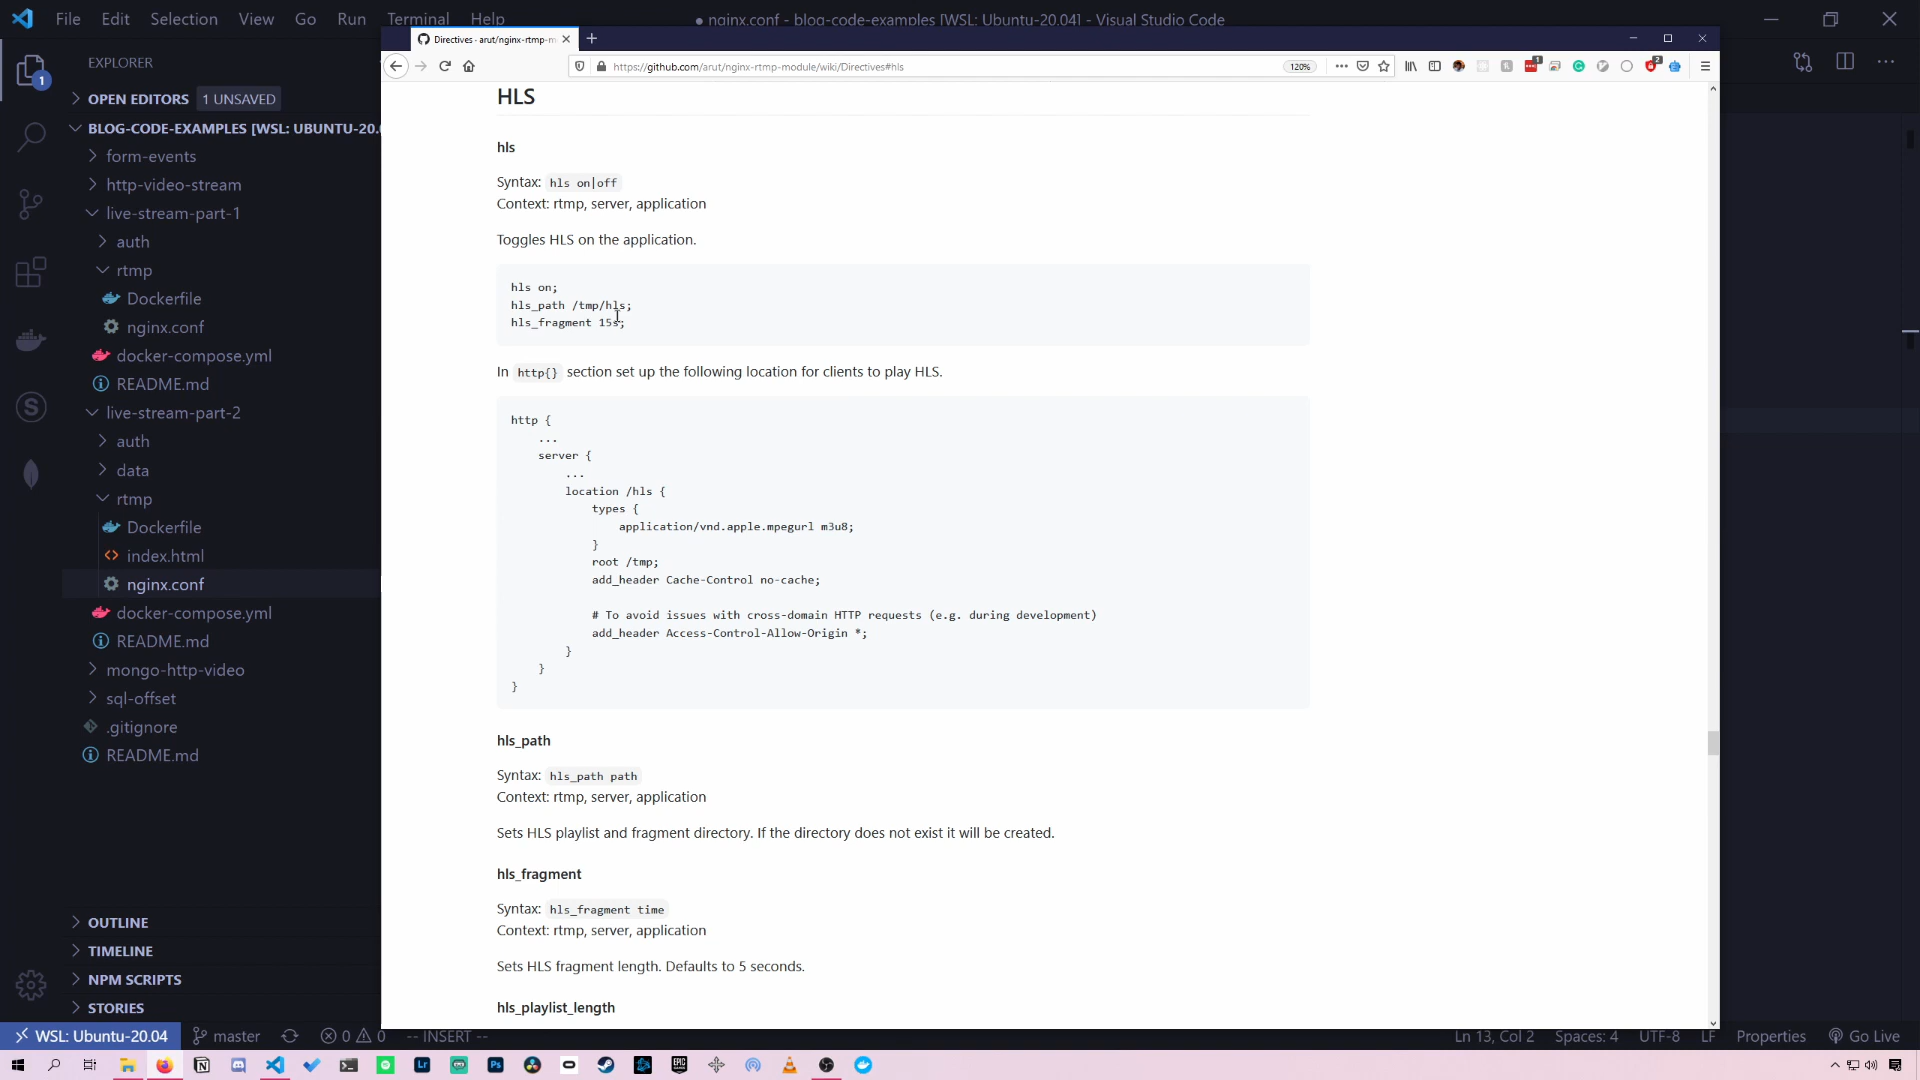 File Edit Selection View Go Run Terminal Help
● nginx.conf - blog-code-examples [WSL: Ubuntu-20.04] - Visual Studio Code
EXPLORER
OPEN EDITORS 1 UNSAVED
BLOG-CODE-EXAMPLES [WSL: UBUNTU-20.
form-events
http-video-stream
live-stream-part-1
auth
rtmp
Dockerfile
nginx.conf
docker-compose.yml
README.md
live-stream-part-2
auth
data
rtmp
Dockerfile
index.html
nginx.conf
docker-compose.yml
README.md
mongo-http-video
sql-offset
.gitignore
README.md
OUTLINE
TIMELINE
NPM SCRIPTS
STORIES
Directives · arut/nginx-rtmp-m
https://github.com/arut/nginx-rtmp-module/wiki/Directives#hls
120%
HLS
hls
Syntax: hls on|off
Context: rtmp, server, application
Toggles HLS on the application.
hls on;
hls_path /tmp/hls;
hls_fragment 15s;
In http{} section set up the following location for clients to play HLS.
http {
...
server {
...
location /hls {
types {
application/vnd.apple.mpegurl m3u8;
}
root /tmp;
add_header Cache-Control no-cache;
# To avoid issues with cross-domain HTTP requests (e.g. during development)
add_header Access-Control-Allow-Origin *;
}
}
}
hls_path
Syntax: hls_path path
Context: rtmp, server, application
Sets HLS playlist and fragment directory. If the directory does not exist it will be created.
hls_fragment
Syntax: hls_fragment time
Context: rtmp, server, application
Sets HLS fragment length. Defaults to 5 seconds.
hls_playlist_length
WSL: Ubuntu-20.04 master 0 0 -- INSERT --
Ln 13, Col 2 Spaces: 4 UTF-8 LF Properties Go Live